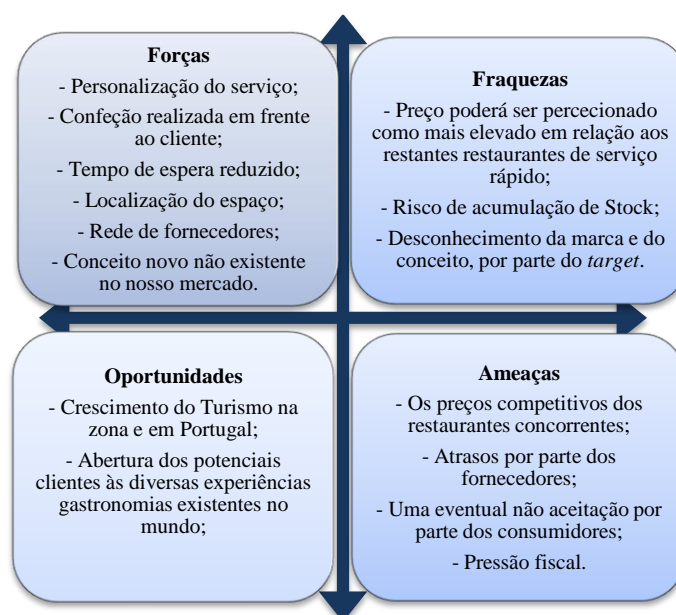 Forças
- Personalização do serviço;
- Confeção realizada em frente
ao cliente;
- Tempo de espera reduzido;
- Localização do espaço;
- Rede de fornecedores;
- Conceito novo não existente
no nosso mercado.
Fraquezas
- Preço poderá ser percecionado
como mais elevado em relação aos
restantes restaurantes de serviço
rápido;
- Risco de acumulação de Stock;
- Desconhecimento da marca e do
conceito, por parte do target.
Oportunidades
- Crescimento do Turismo na
zona e em Portugal;
- Abertura dos potenciais
clientes às diversas experiências
gastronomias existentes no
mundo;
Ameaças
- Os preços competitivos dos
restaurantes concorrentes;
- Atrasos por parte dos
fornecedores;
- Uma eventual não aceitação por
parte dos consumidores;
- Pressão fiscal.